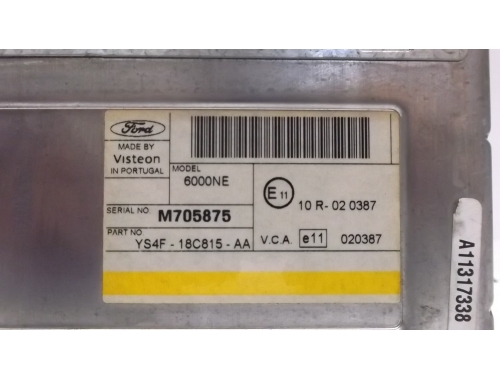 Ford
MADE BY
Visteon
IN PORTUGAL
MODEL
6000NE
SERIAL NO.
M705875
PART NO.
YS4F - 18C815 - AA
E 11
10 R - 02 0387
V.C.A. e11 020387
A11317338